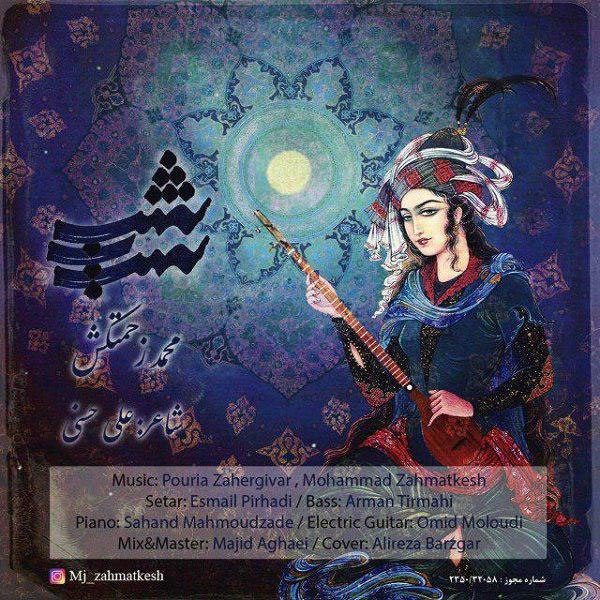 شب
محمد زحمتکش
شاعر: علی حسنی
Music: Pouria Zahergivar , Mohammad Zahmatkesh
Setar: Esmail Pirhadi / Bass: Arman Tirmahi
Piano: Sahand Mahmoudzade / Electric Guitar: Omid Moloudi
Mix&Master: Majid Aghaei / Cover: Alireza Barzgar
Mj_zahmatkesh
شماره مجوز : ۲۳۵۰/۳۲۰۵۸